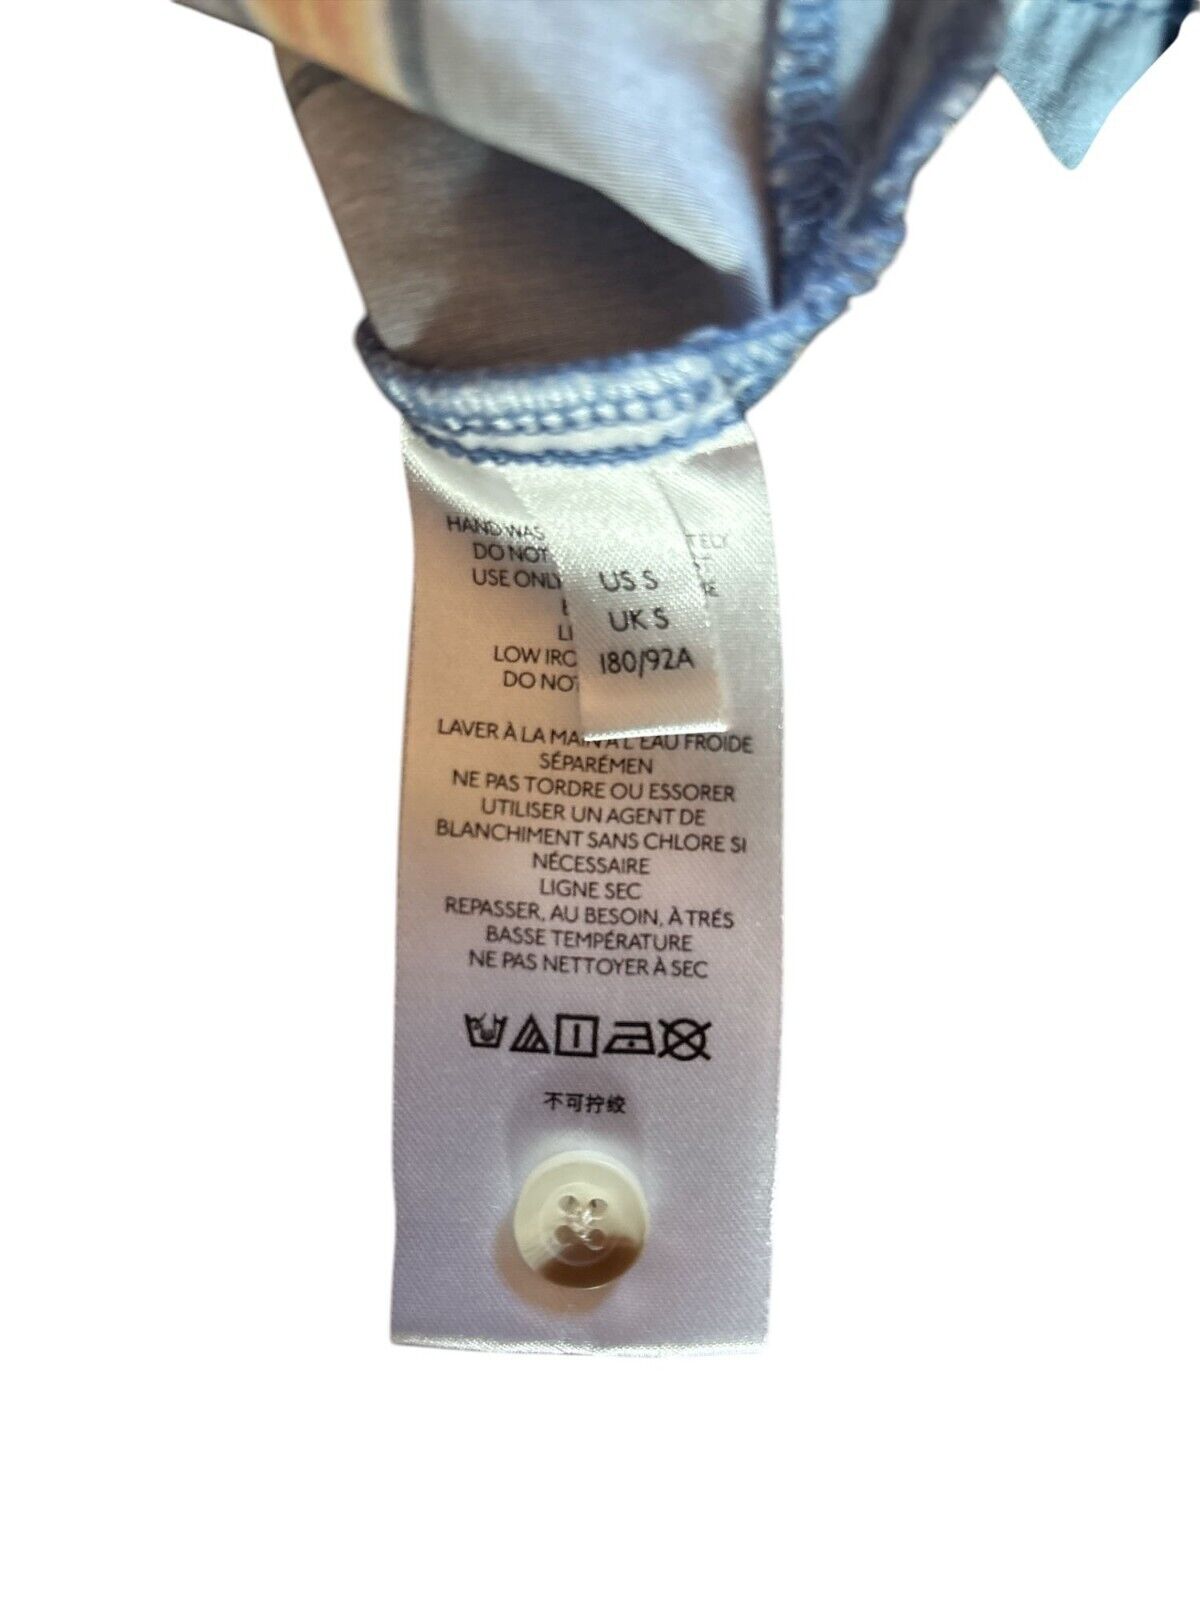 HAND WAS
DO NOT
USE ONLY
LOW IRO
DO NO
US S
UK S
180/92A
LAVER À LA MAIN À L'EAU FROIDE
SÉPARÉMEN
NE PAS TORDRE OU ESSORER
UTILISER UN AGENT DE
BLANCHIMENT SANS CHLORE SI
NÉCESSAIRE
LIGNE SEC
REPASSER, AU BESOIN, À TRÉS
BASSE TEMPÉRATURE
NE PAS NETTOYER À SEC
不可拧绞